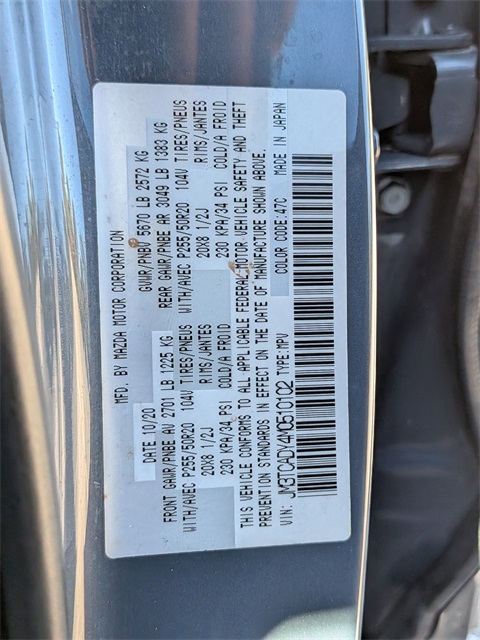 MFD. BY MAZDA MOTOR CORPORATION
DATE 10/20 GVWR/PNBV 5670 LB 2572 KG
FRONT GAWR/PNBE AV 2701 LB 1225 KG REAR GAWR/PNBE AR 3049 LB 1383 KG
WITH/AVEC P255/50R20 104V TIRES/PNEUS WITH/AVEC P255/50R20 104V TIRES/PNEUS
20X8 1/2J RIMS/JANTES 20X8 1/2J RIMS/JANTES
230 KPA/34 PSI COLD/A FROID 230 KPA/34 PSI COLD/A FROID
THIS VEHICLE CONFORMS TO ALL APPLICABLE FEDERAL MOTOR VEHICLE SAFETY AND THEFT
PREVENTION STANDARDS IN EFFECT ON THE DATE OF MANUFACTURE SHOWN ABOVE.
VIN: JM3TCADY4M0510102 TYPE:MPV COLOR CODE:47C MADE IN JAPAN